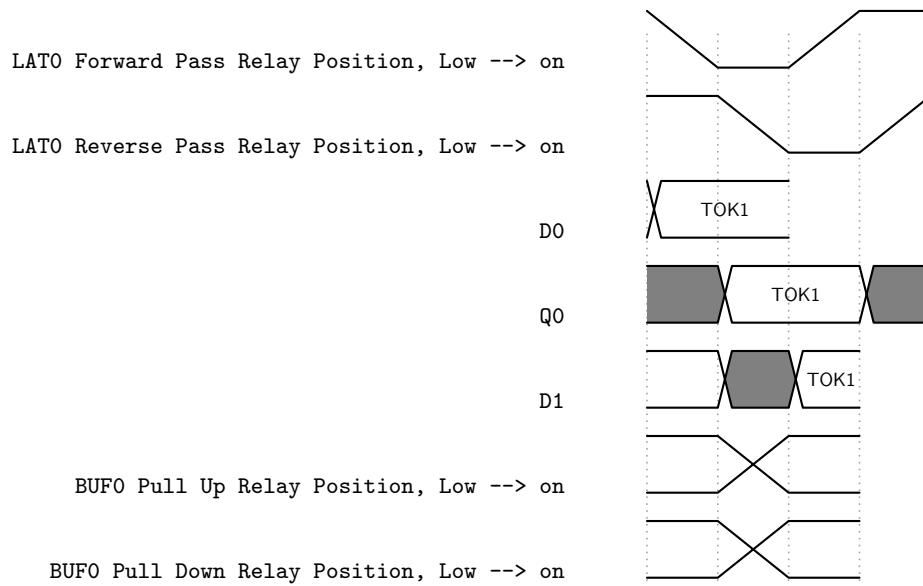 LAT0 Forward Pass Relay Position, Low --> on
LAT0 Reverse Pass Relay Position, Low --> on
TOK1
D0
TOK1
Q0
TOK1
D1
BUF0 Pull Up Relay Position, Low --> on
BUF0 Pull Down Relay Position, Low --> on